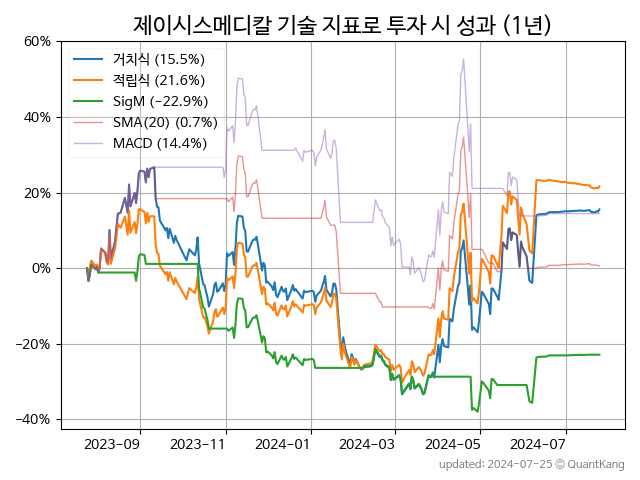 제이시스메디칼 기술 지표로 투자 시 성과 (1년)
60%
40%
20%
0%
−20%
−40%
거치식 (15.5%)
적립식 (21.6%)
SigM (−22.9%)
SMA(20) (0.7%)
MACD (14.4%)
2023-09 2023-11 2024-01 2024-03 2024-05 2024-07
updated: 2024-07-25 © QuantKang